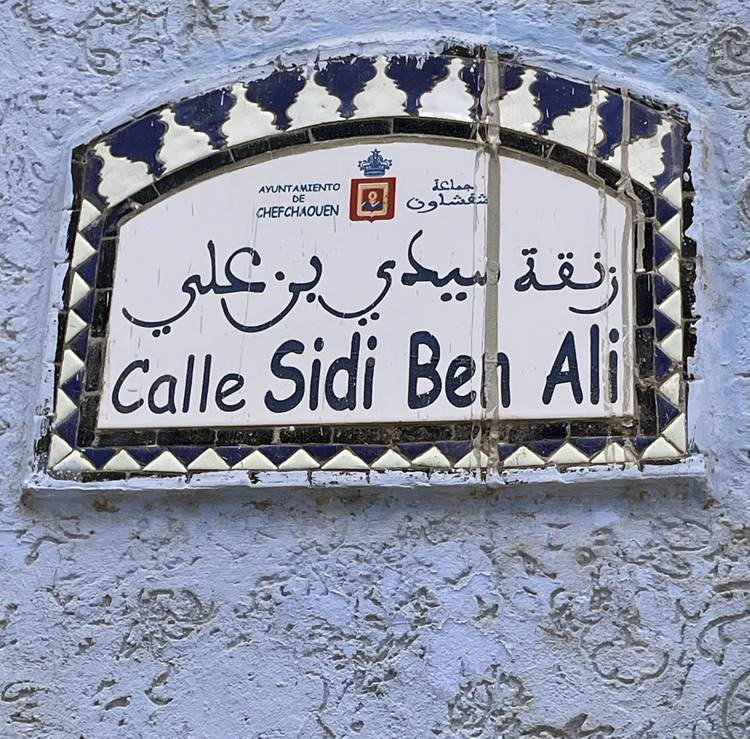 AYUNTAMIENTO
DE
CHEFCHAOUEN
جماعة
شفشاون
زنقة سيدي بن علي
Calle Sidi Ben Ali